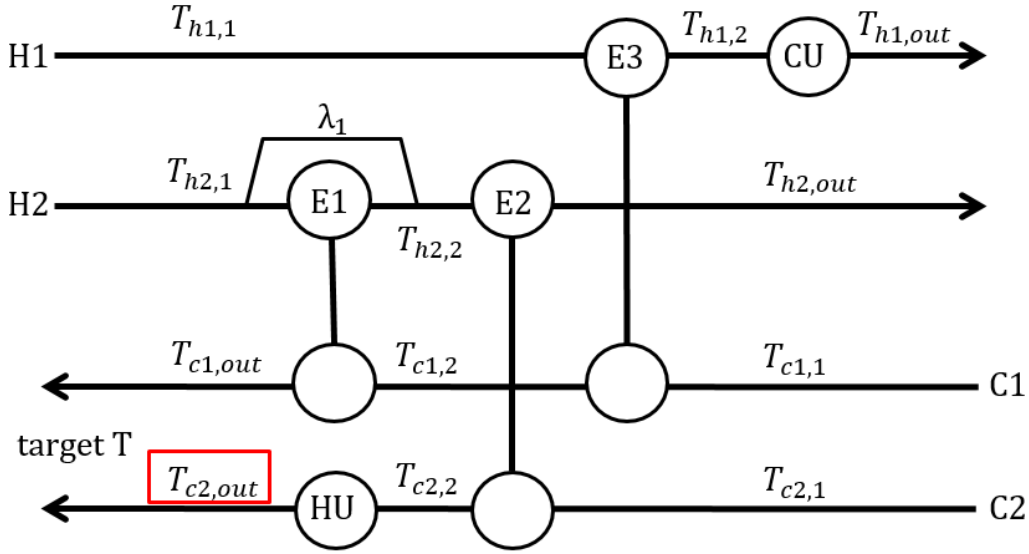 T_{h1,1} T_{h1,2} T_{h1,out}
H1 E3 CU
λ_1
T_{h2,1} T_{h2,out}
H2 E1 E2
T_{h2,2}
T_{c1,out} T_{c1,2} T_{c1,1}
C1
target T
T_{c2,out} T_{c2,2} T_{c2,1}
HU C2